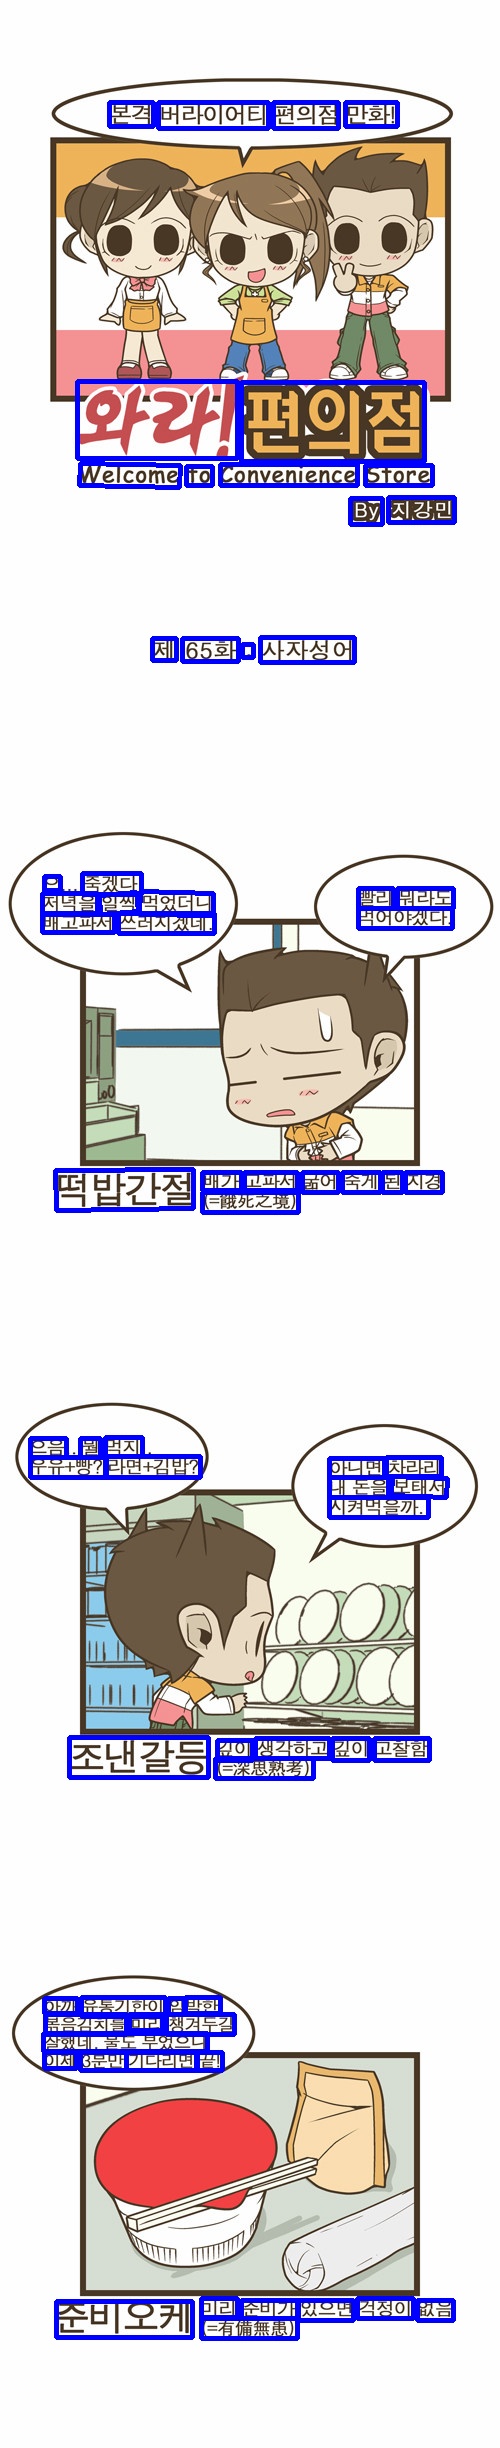 본격 버라이어티 편의점 만화!
와라! 편의점
Welcome to Convenience Store
By 지강민
제 65화. 사자성어
으... 죽겠다.
저녁을 일찍 먹었더니
배고파서 쓰러지겠네.
빨리 뭐라도
먹어야겠다.
떡밥간절 배가 고파서 굶어 죽게 된 지경
(=餓死之境)
으음.. 뭘 먹지..
우유+빵? 라면+김밥?
아니면 차라리
내 돈을 보태서
시켜먹을까.
조낸갈등 깊이 생각하고 깊이 고찰함
(=深思熟考)
아까 유통기한이 임박한
볶음김치를 미리 챙겨두길
잘했네. 물도 부었으니
이제 3분만 기다리면 끝!
준비오케 미리 준비가 있으면 걱정이 없음
(=有備無患)